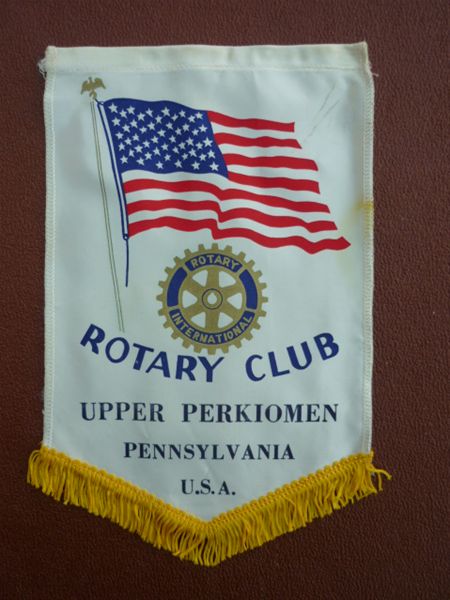 ROTARY
INTERNATIONAL
ROTARY CLUB
UPPER PERKIOMEN
PENNSYLVANIA
U.S.A.